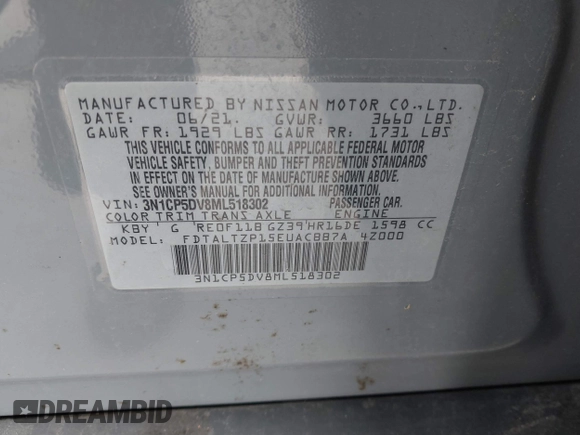 MANUFACTURED BY NISSAN MOTOR CO.,LTD.
DATE: 06/21. GVWR: 3660 LBS
GAWR FR: 1929 LBS GAWR RR: 1731 LBS
THIS VEHICLE CONFORMS TO ALL APPLICABLE FEDERAL MOTOR
VEHICLE SAFETY, BUMPER AND THEFT PREVENTION STANDARDS
IN EFFECT ON THE DATE OF MANUFACTURE SHOWN ABOVE.
SEE OWNER'S MANUAL FOR ADDITIONAL INFORMATION.
VIN: 3N1CP5DV8ML518302 PASSENGER CAR.
COLOR TRIM TRANS AXLE ENGINE
KBY' G 'RE0F11B GZ39'HR16DE 1598 CC
MODEL: FDTALTZP15EUAC8B7A 4Z000
3N1CP5DV8ML518302
DREAMBID